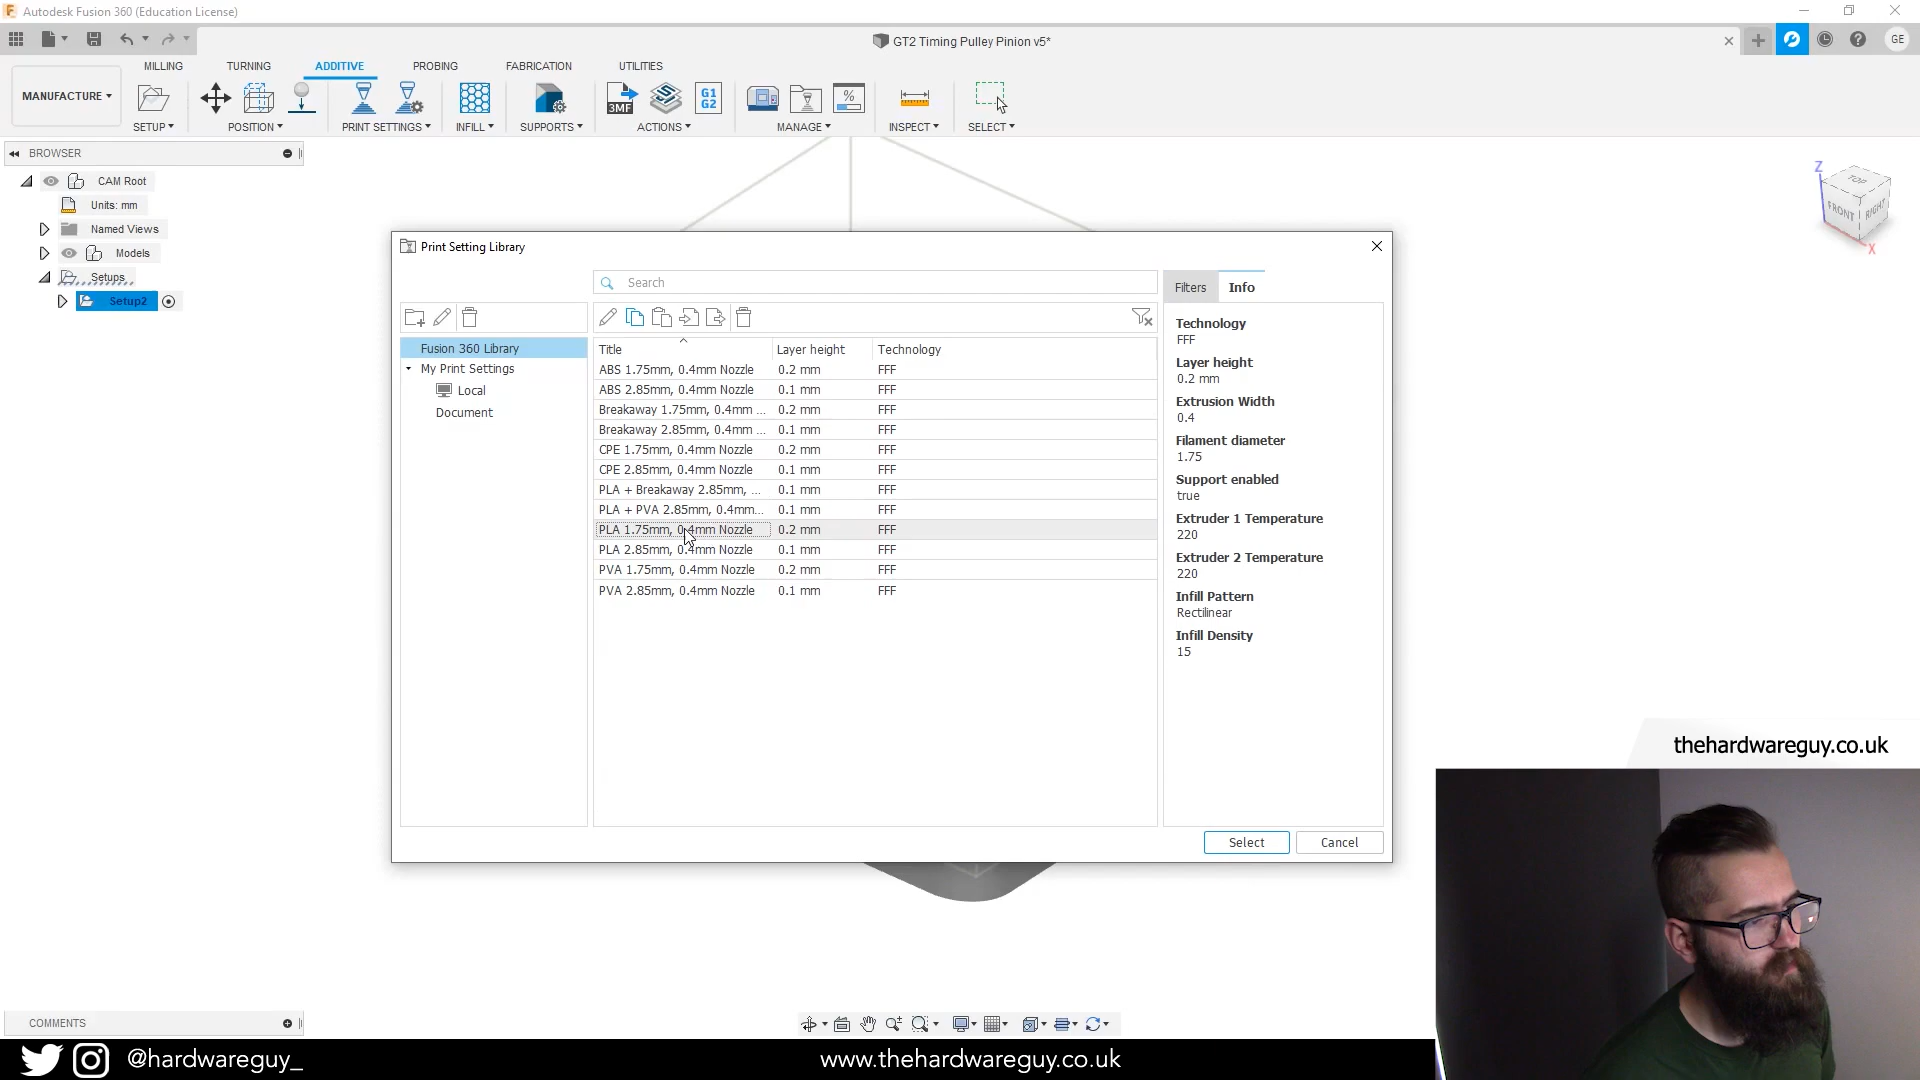 Autodesk Fusion 360 (Education License)
GT2 Timing Pulley Pinion v5*
GE
MILLING TURNING ADDITIVE PROBING FABRICATION UTILITIES
MANUFACTURE
3MF
G1
G2
%
SETUP POSITION PRINT SETTINGS INFILL SUPPORTS ACTIONS MANAGE INSPECT SELECT
BROWSER
CAM Root
Units: mm
Named Views
Models
Setups
Setup2
Z
TOP
FRONT
RIGHT
X
Print Setting Library
Search
Filters Info
Fusion 360 Library
My Print Settings
Local
Document
Title Layer height Technology
ABS 1.75mm, 0.4mm Nozzle 0.2 mm FFF
ABS 2.85mm, 0.4mm Nozzle 0.1 mm FFF
Breakaway 1.75mm, 0.4mm ... 0.2 mm FFF
Breakaway 2.85mm, 0.4mm ... 0.1 mm FFF
CPE 1.75mm, 0.4mm Nozzle 0.2 mm FFF
CPE 2.85mm, 0.4mm Nozzle 0.1 mm FFF
PLA + Breakaway 2.85mm, ... 0.1 mm FFF
PLA + PVA 2.85mm, 0.4mm... 0.1 mm FFF
PLA 1.75mm, 0.4mm Nozzle 0.2 mm FFF
PLA 2.85mm, 0.4mm Nozzle 0.1 mm FFF
PVA 1.75mm, 0.4mm Nozzle 0.2 mm FFF
PVA 2.85mm, 0.4mm Nozzle 0.1 mm FFF
Technology
FFF
Layer height
0.2 mm
Extrusion Width
0.4
Filament diameter
1.75
Support enabled
true
Extruder 1 Temperature
220
Extruder 2 Temperature
220
Infill Pattern
Rectilinear
Infill Density
15
Select Cancel
thehardwareguy.co.uk
COMMENTS
@hardwareguy_
www.thehardwareguy.co.uk